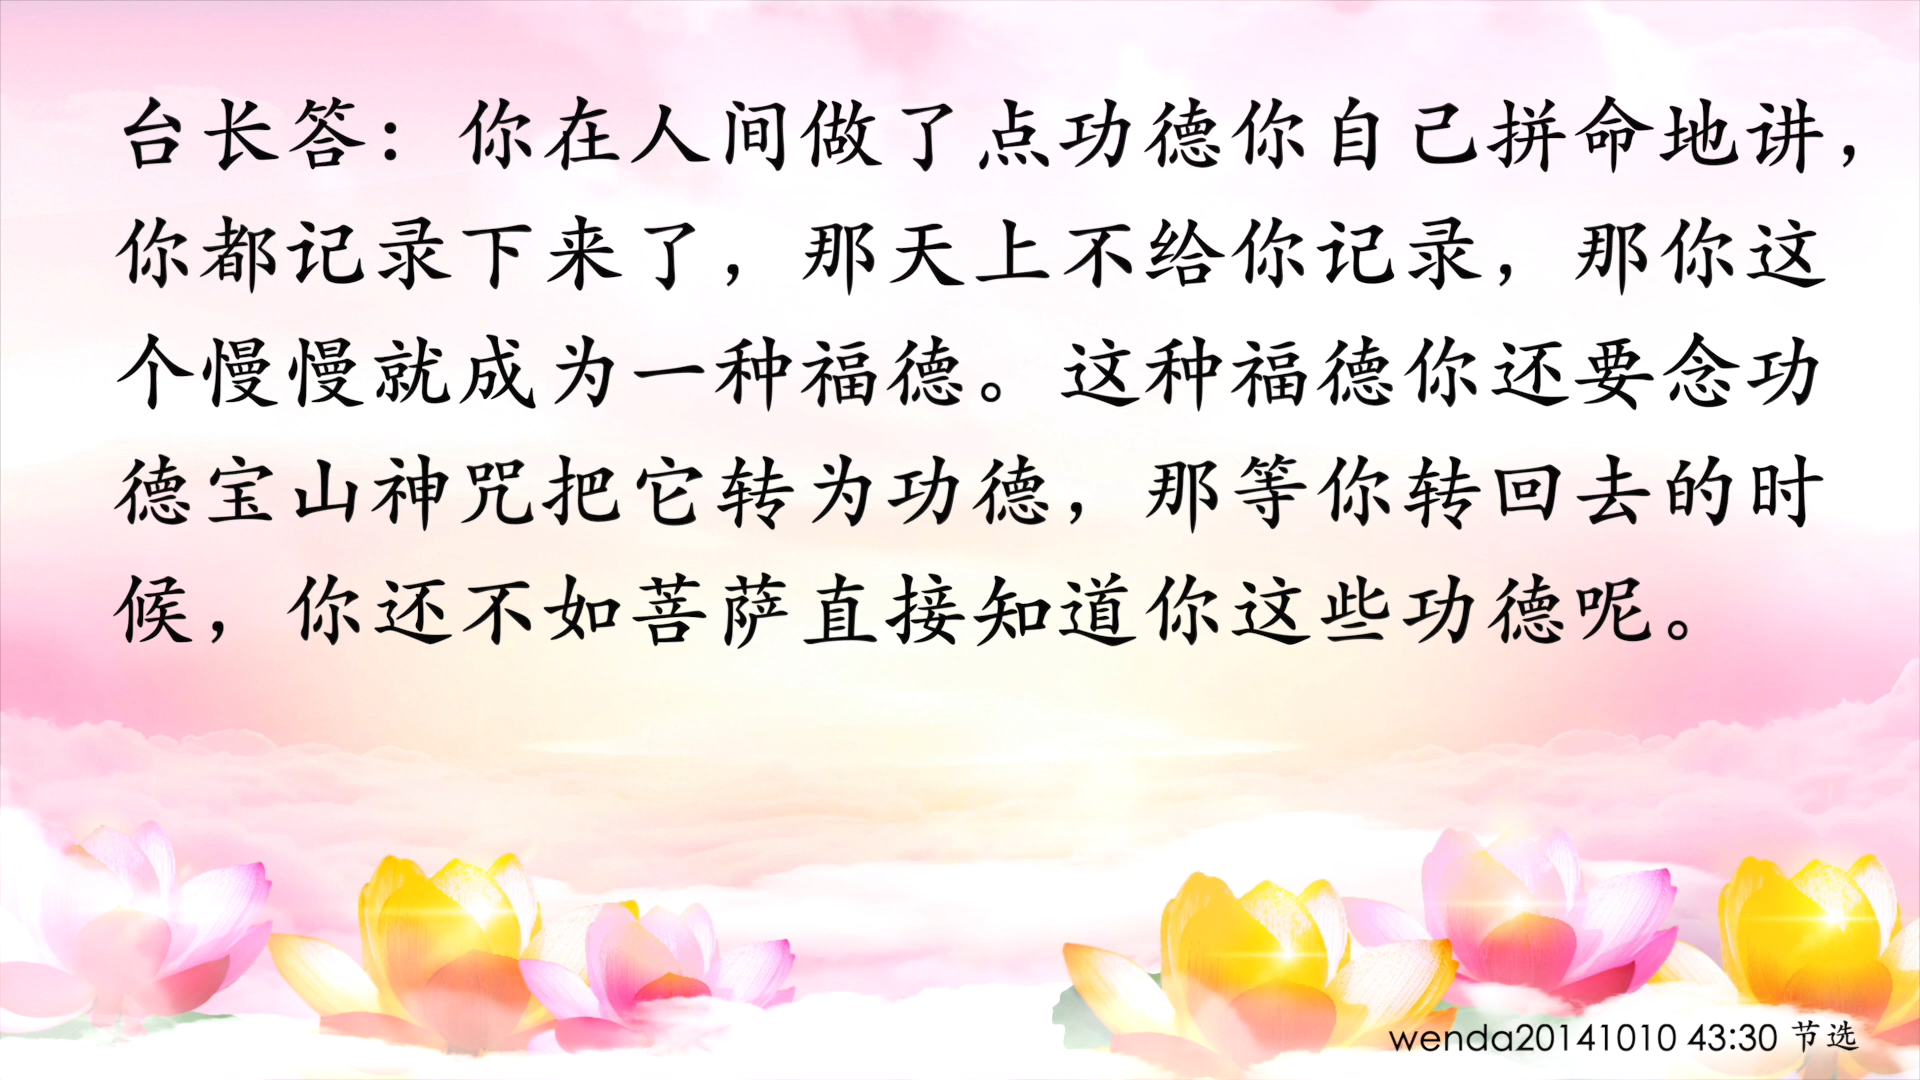 台长答：你在人间做了点功德你自己拼命地讲，
你都记录下来了，那天上不给你记录，那你这
个慢慢就成为一种福德。这种福德你还要念功
德宝山神咒把它转为功德，那等你转回去的时
候，你还不如菩萨直接知道你这些功德呢。
wenda20141010 43:30 节选